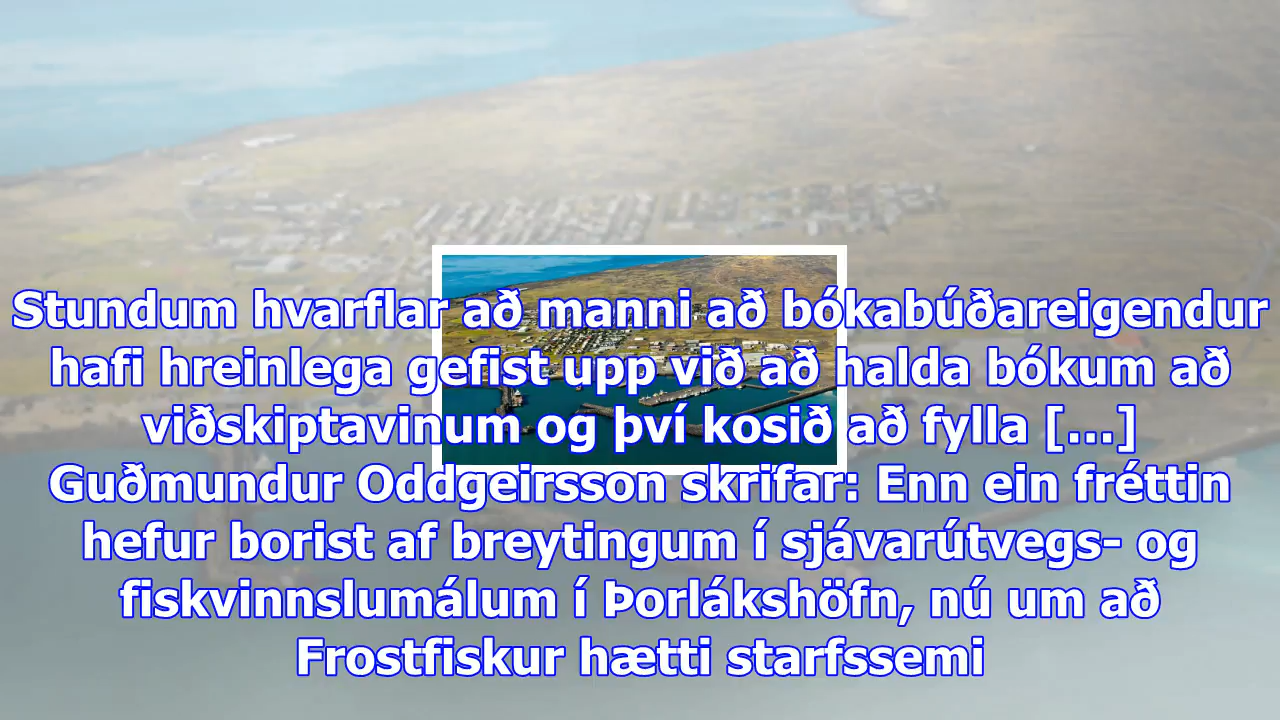 Stundum hvarflar að manni að bókabúðareigendur
hafi hreinlega gefist upp við að halda bókum að
viðskiptavinum og því kosið að fylla [...]
Guðmundur Oddgeirsson skrifar: Enn ein fréttin
hefur borist af breytingum í sjávarútvegs- og
fiskvinnslumálum í Þorlákshöfn, nú um að
Frostfiskur hætti starfssemi